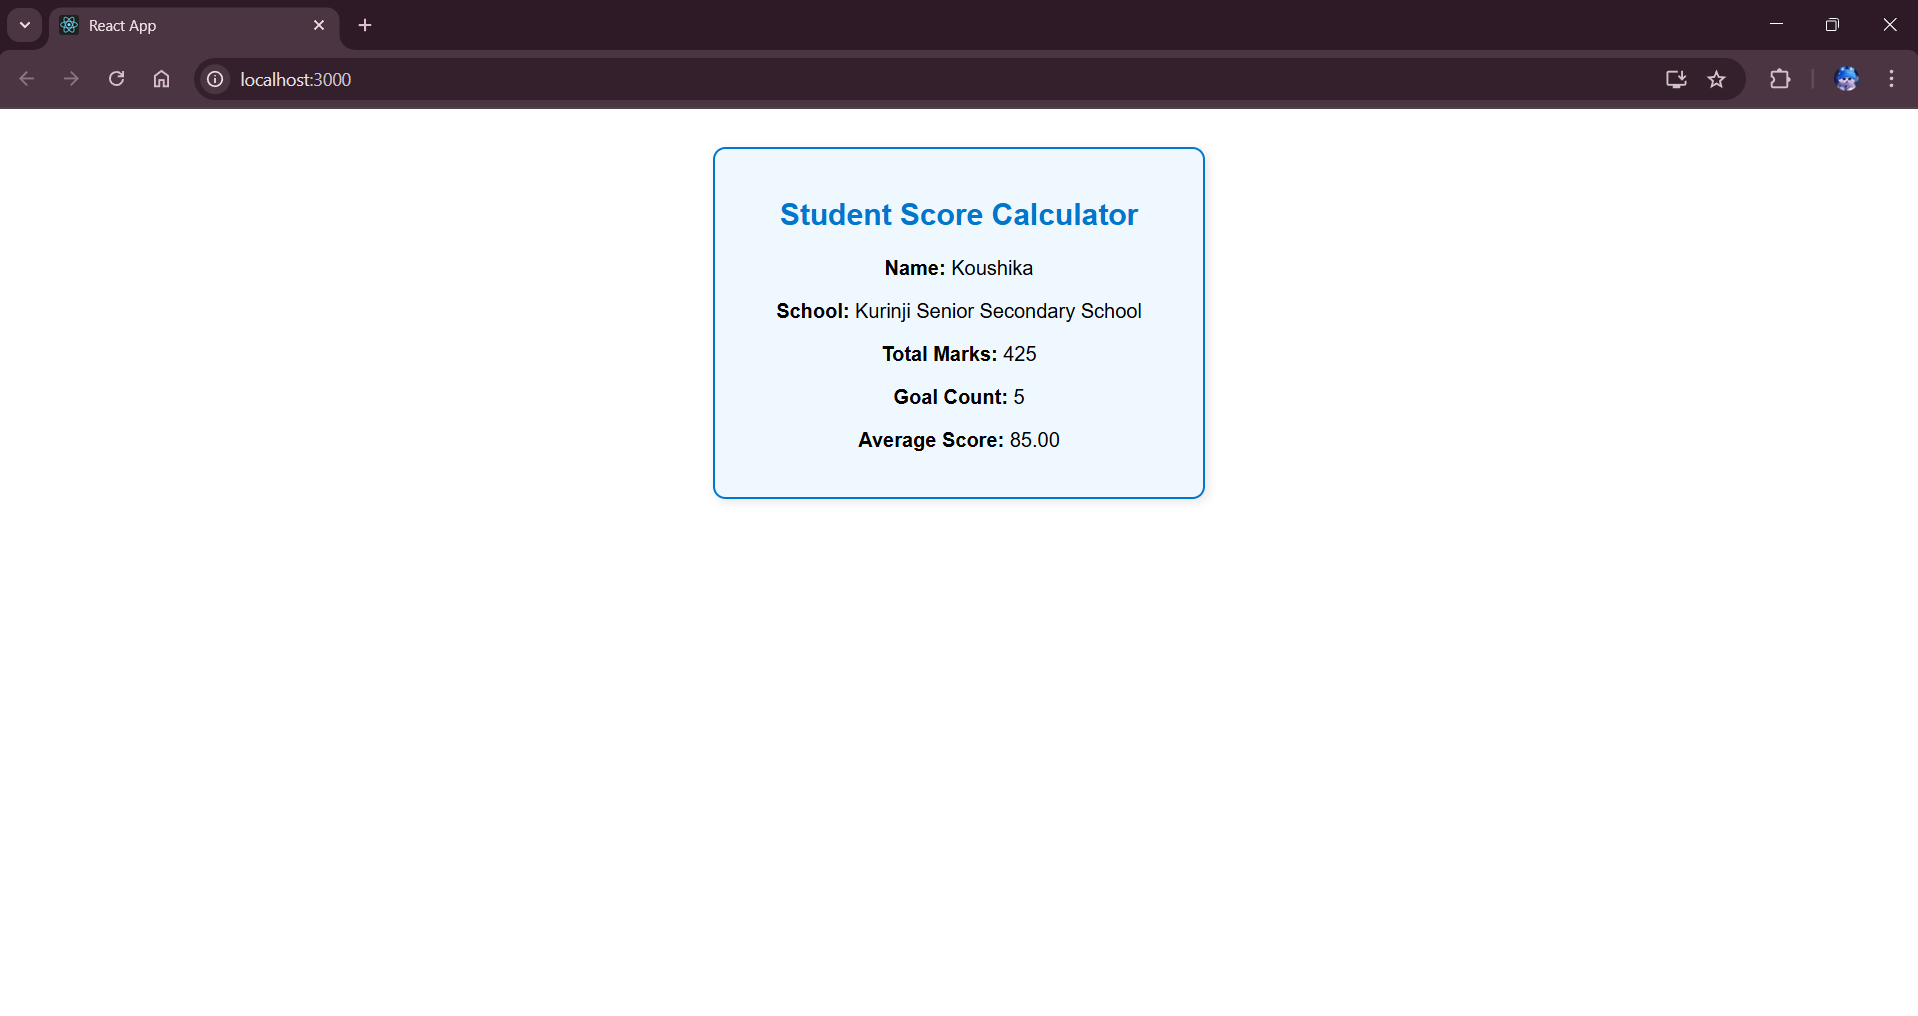 React App
localhost:3000
Student Score Calculator
Name: Koushika
School: Kurinji Senior Secondary School
Total Marks: 425
Goal Count: 5
Average Score: 85.00